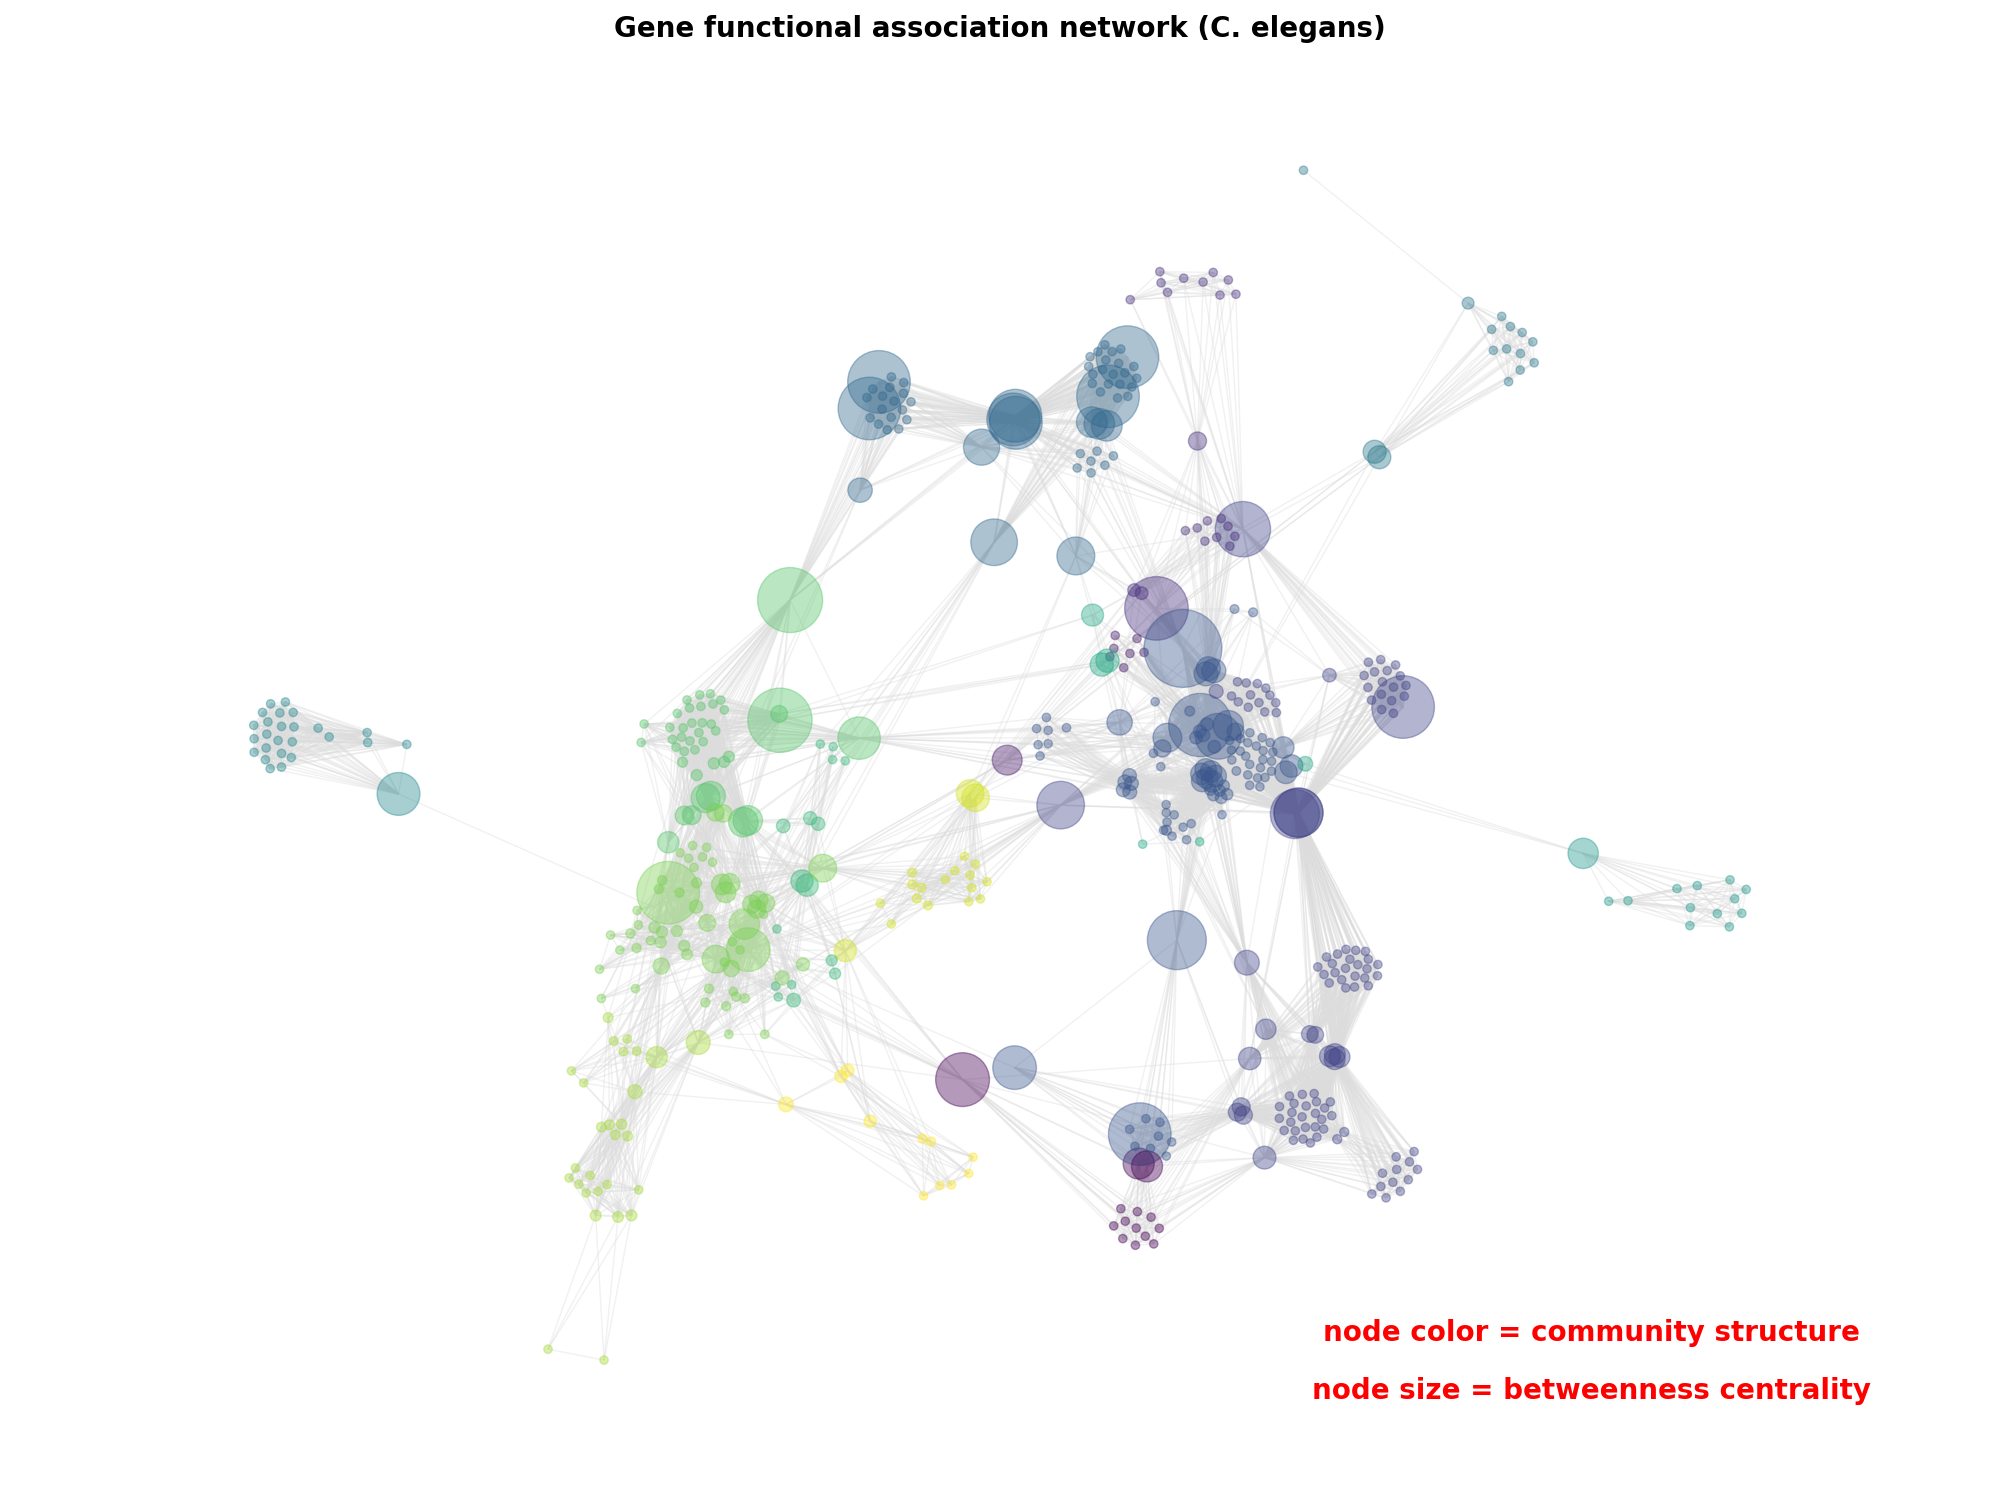 Gene functional association network (C. elegans)
node color = community structure
node size = betweenness centrality